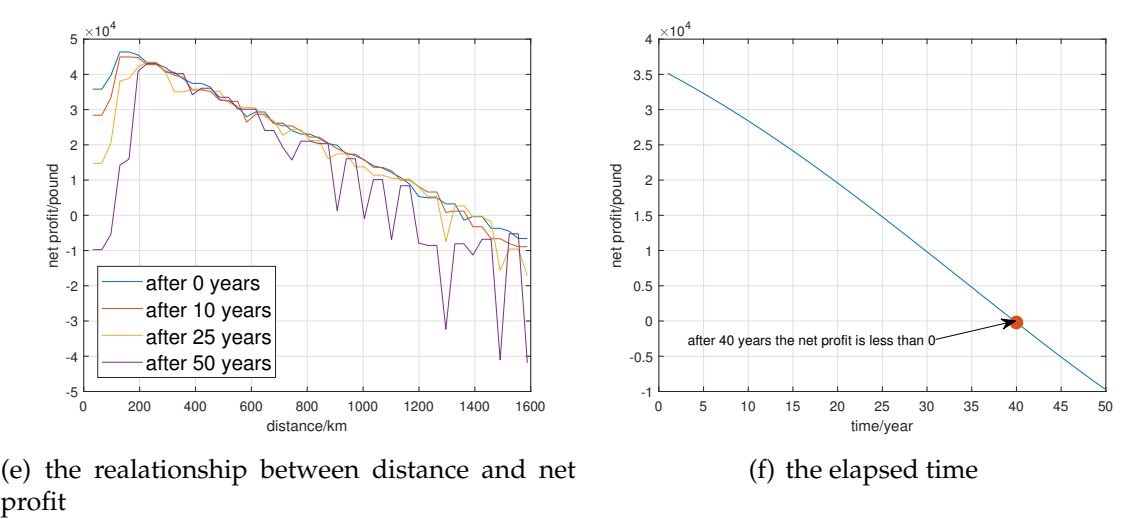 ×10⁴
5
4
3
2
1
0
-1
-2
-3
-4
-5
net profit/pound
after 0 years
after 10 years
after 25 years
after 50 years
0 200 400 600 800 1000 1200 1400 1600
distance/km
(e) the realationship between distance and net
profit
×10⁴
4
3.5
3
2.5
2
1.5
1
0.5
0
-0.5
-1
net profit/pound
after 40 years the net profit is less than 0
0 5 10 15 20 25 30 35 40 45 50
time/year
(f) the elapsed time